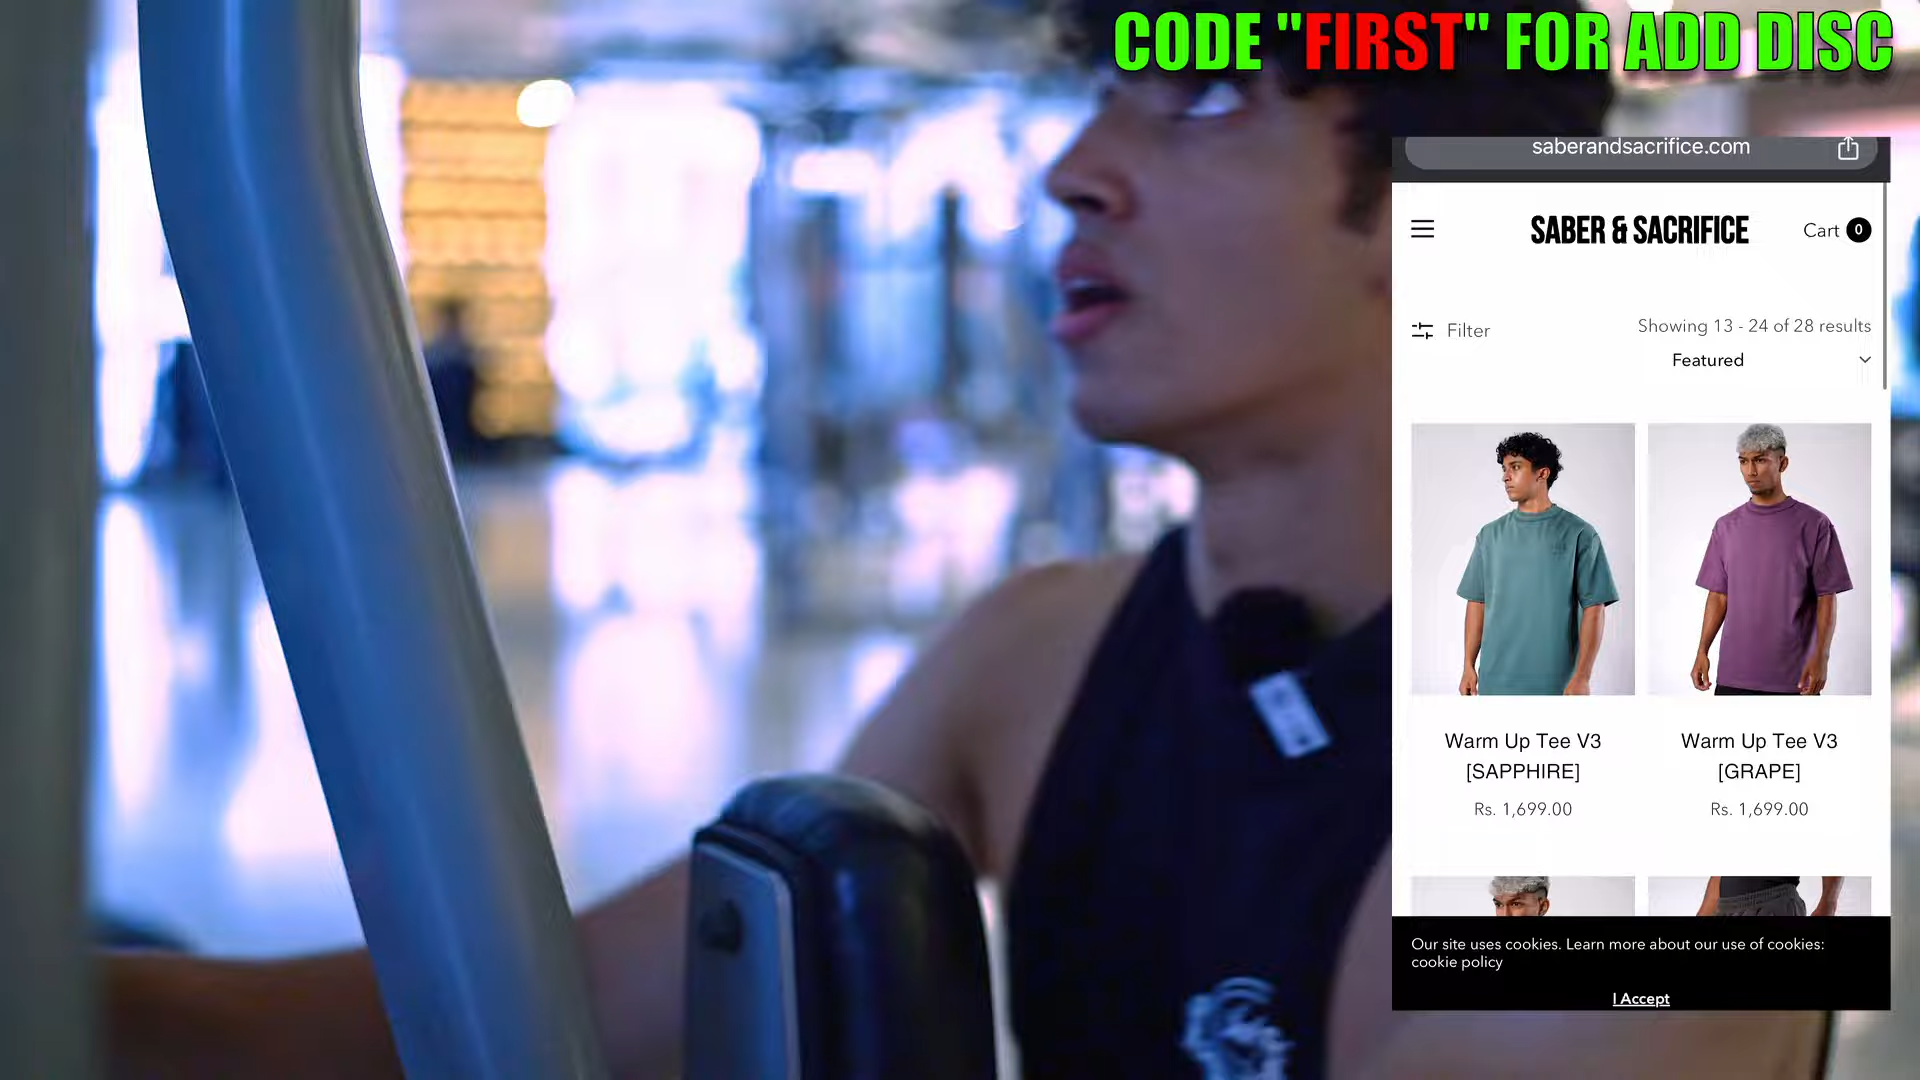 CODE "FIRST" FOR ADD DISC
saberandsacrifice.com
SABER & SACRIFICE
Cart 0
Filter
Showing 13 - 24 of 28 results
Featured
Warm Up Tee V3
[SAPPHIRE]
Rs. 1,699.00
Warm Up Tee V3
[GRAPE]
Rs. 1,699.00
Our site uses cookies. Learn more about our use of cookies:
cookie policy
I Accept